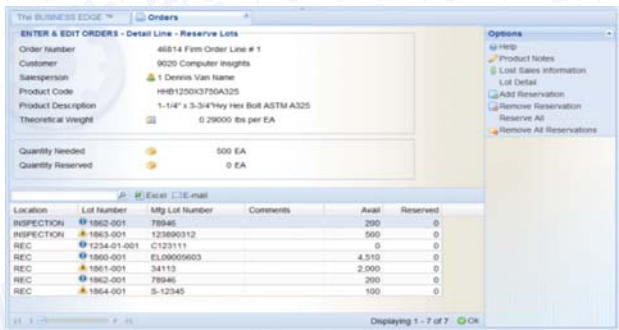 The BUSINESS EDGE ™
Orders
ENTER & EDIT ORDERS - Detail Line - Reserve Lots
Order Number 46814 Firm Order Line # 1
Customer 9020 Computer Insights
Salesperson 1 Dennis Van Name
Product Code HHB1250X3750A325
Product Description 1-1/4" x 3-3/4"Hvy Hex Bolt ASTM A325
Theoretical Weight 0.29000 lbs per EA
Quantity Needed 500 EA
Quantity Reserved 0 EA
Excel E-mail
Location Lot Number Mfg Lot Number Comments Avail Reserved
INSPECTION 1862-001 78946 200 0
INSPECTION 1863-001 123890312 500 0
REC 1234-01-001 C123111 0 0
REC 1860-001 EL09005603 4,510 0
REC 1861-001 34113 2,000 0
REC 1862-001 78946 200 0
REC 1864-001 S-12345 100 0
Displaying 1 - 7 of 7 OK
Options
Help
Product Notes
Lost Sales Information
Lot Detail
Add Reservation
Remove Reservation
Reserve All
Remove All Reservations